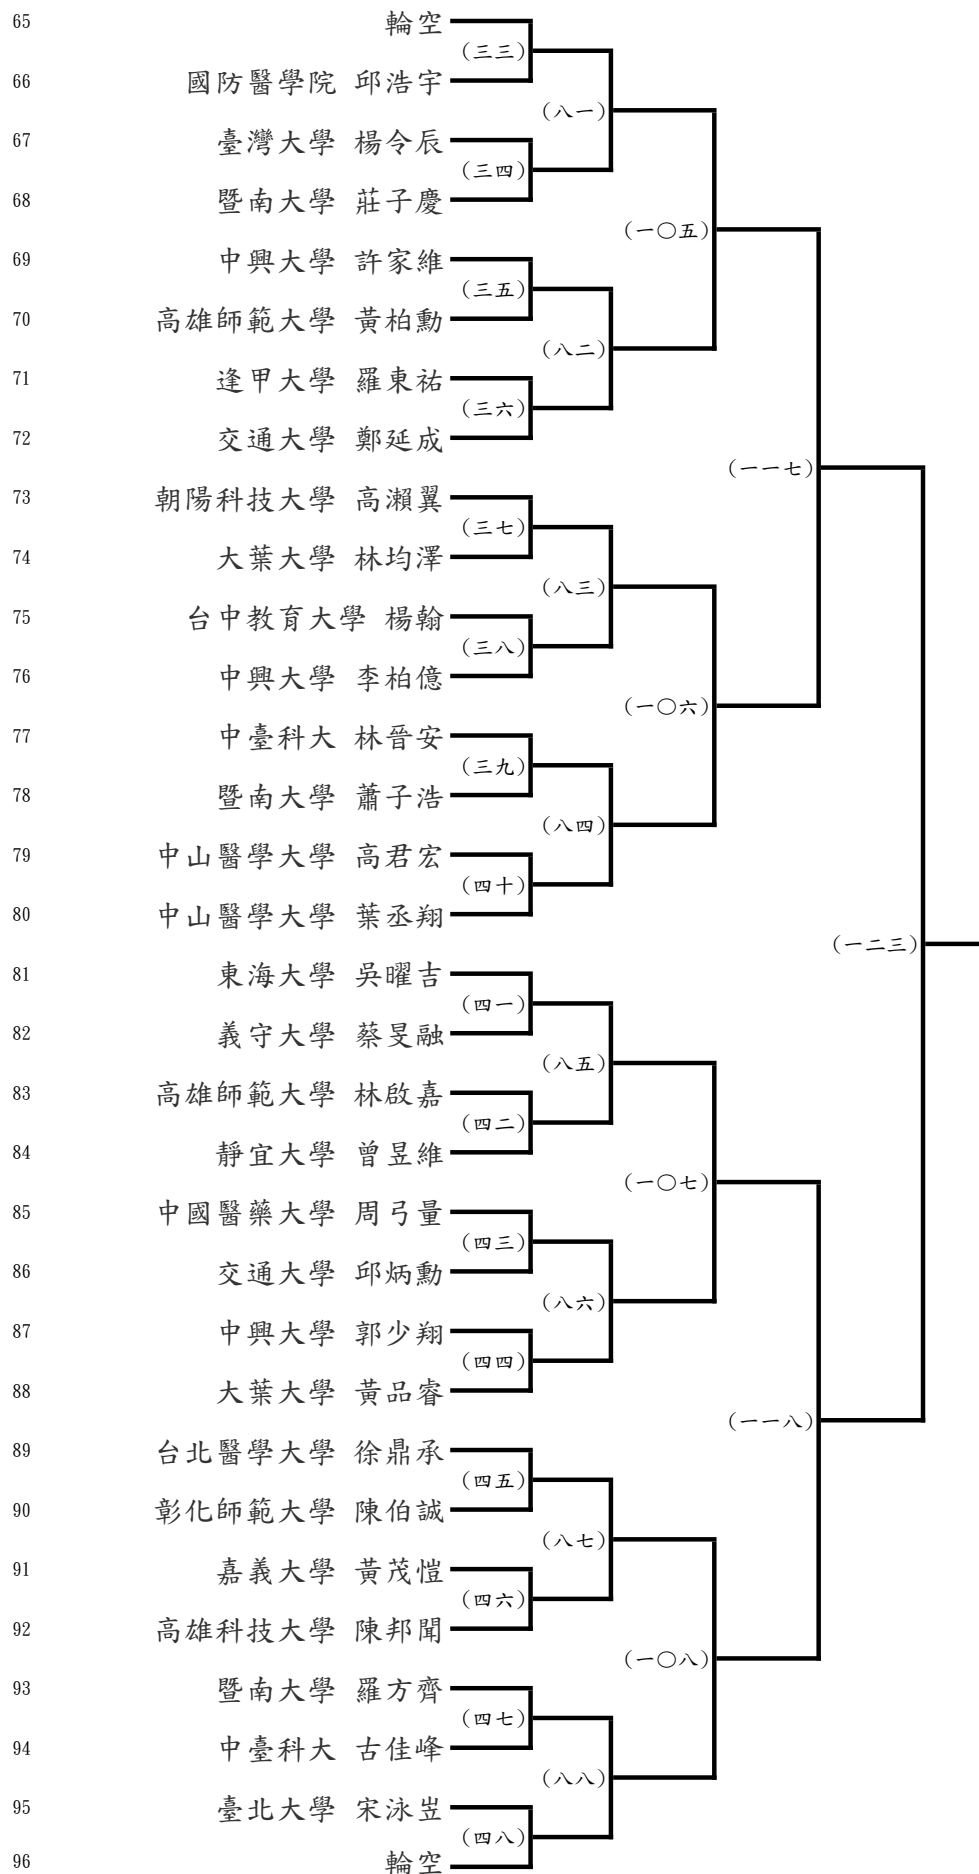 65 輪空
(三三)
66 國防醫學院 邱浩宇
(八一)
67 臺灣大學 楊令辰
(三四)
68 暨南大學 莊子慶
(一○五)
69 中興大學 許家維
(三五)
70 高雄師範大學 黃柏勳
(八二)
71 逢甲大學 羅東祐
(三六)
72 交通大學 鄭延成
(一一七)
73 朝陽科技大學 高瀨翼
(三七)
74 大葉大學 林均澤
(八三)
75 台中教育大學 楊翰
(三八)
76 中興大學 李柏億
(一○六)
77 中臺科大 林晉安
(三九)
78 暨南大學 蕭子浩
(八四)
79 中山醫學大學 高君宏
(四十)
80 中山醫學大學 葉丞翔
(一二三)
81 東海大學 吳曜吉
(四一)
82 義守大學 蔡旻融
(八五)
83 高雄師範大學 林啟嘉
(四二)
84 靜宜大學 曾昱維
(一○七)
85 中國醫藥大學 周弓量
(四三)
86 交通大學 邱炳勳
(八六)
87 中興大學 郭少翔
(四四)
88 大葉大學 黃品睿
(一一八)
89 台北醫學大學 徐鼎承
(四五)
90 彰化師範大學 陳伯誠
(八七)
91 嘉義大學 黃茂愷
(四六)
92 高雄科技大學 陳邦聞
(一○八)
93 暨南大學 羅方齊
(四七)
94 中臺科大 古佳峰
(八八)
95 臺北大學 宋泳岦
(四八)
96 輪空